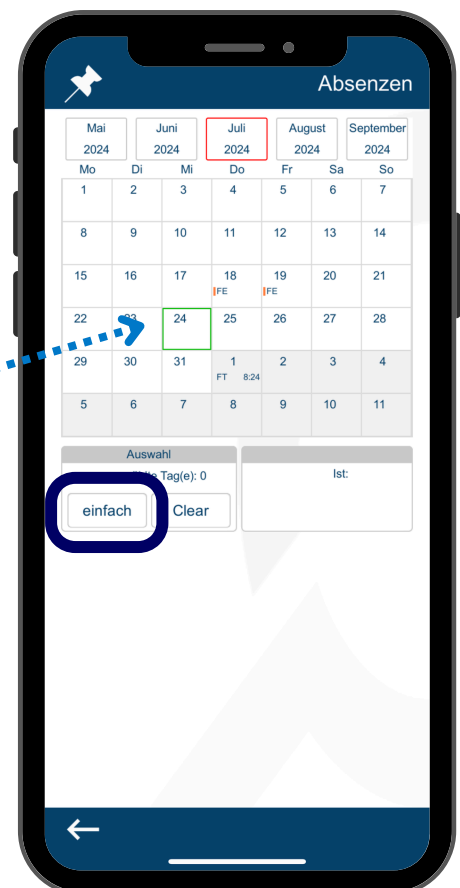 Absenzen
Mai Juni Juli August September
2024 2024 2024 2024 2024
Mo Di Mi Do Fr Sa So
1 2 3 4 5 6 7
8 9 10 11 12 13 14
15 16 17 18 19 20 21
FE FE
22 23 24 25 26 27 28
29 30 31 1 2 3 4
FT 8:24
5 6 7 8 9 10 11
Auswahl
Tag(e): 0 Ist:
einfach Clear